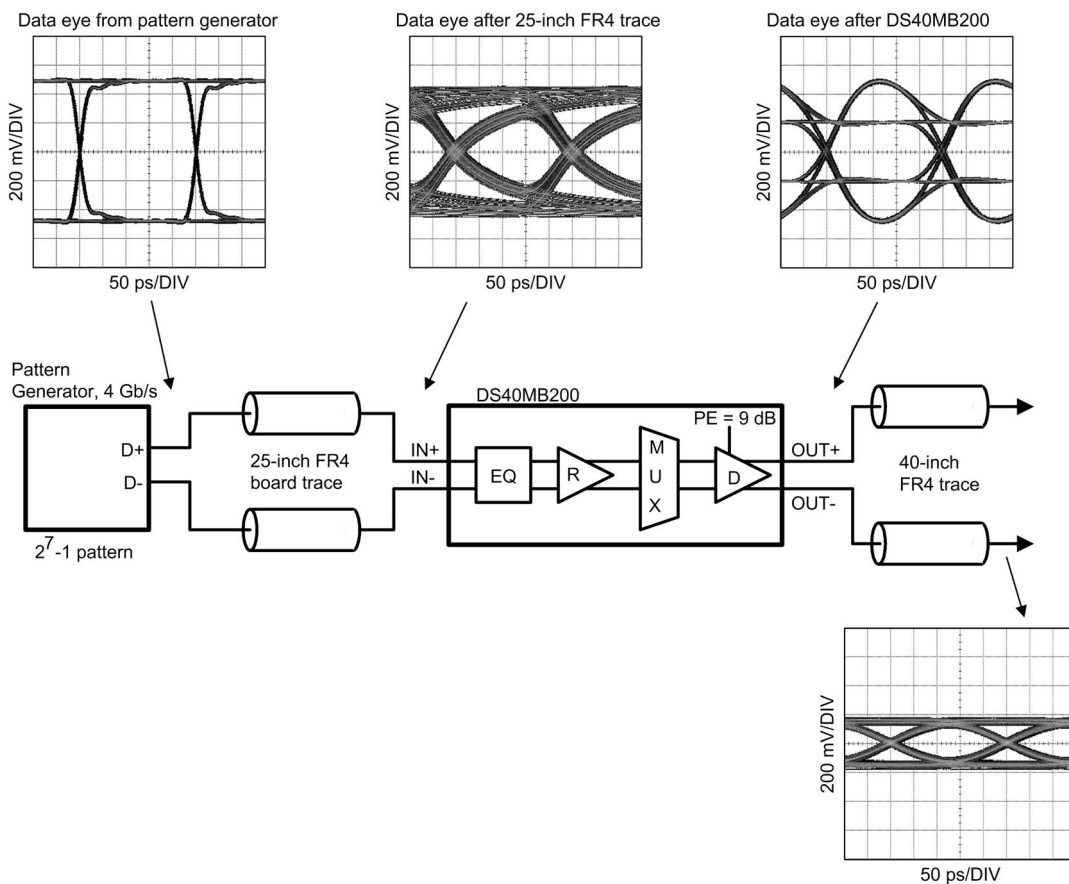 Data eye from pattern generator
Data eye after 25-inch FR4 trace
Data eye after DS40MB200
200 mV/DIV
200 mV/DIV
200 mV/DIV
50 ps/DIV
50 ps/DIV
50 ps/DIV
Pattern
Generator, 4 Gb/s
D+
D-
2⁷-1 pattern
25-inch FR4
board trace
IN+
IN-
DS40MB200
EQ
R
M
U
X
PE = 9 dB
D
OUT+
OUT-
40-inch
FR4 trace
200 mV/DIV
50 ps/DIV